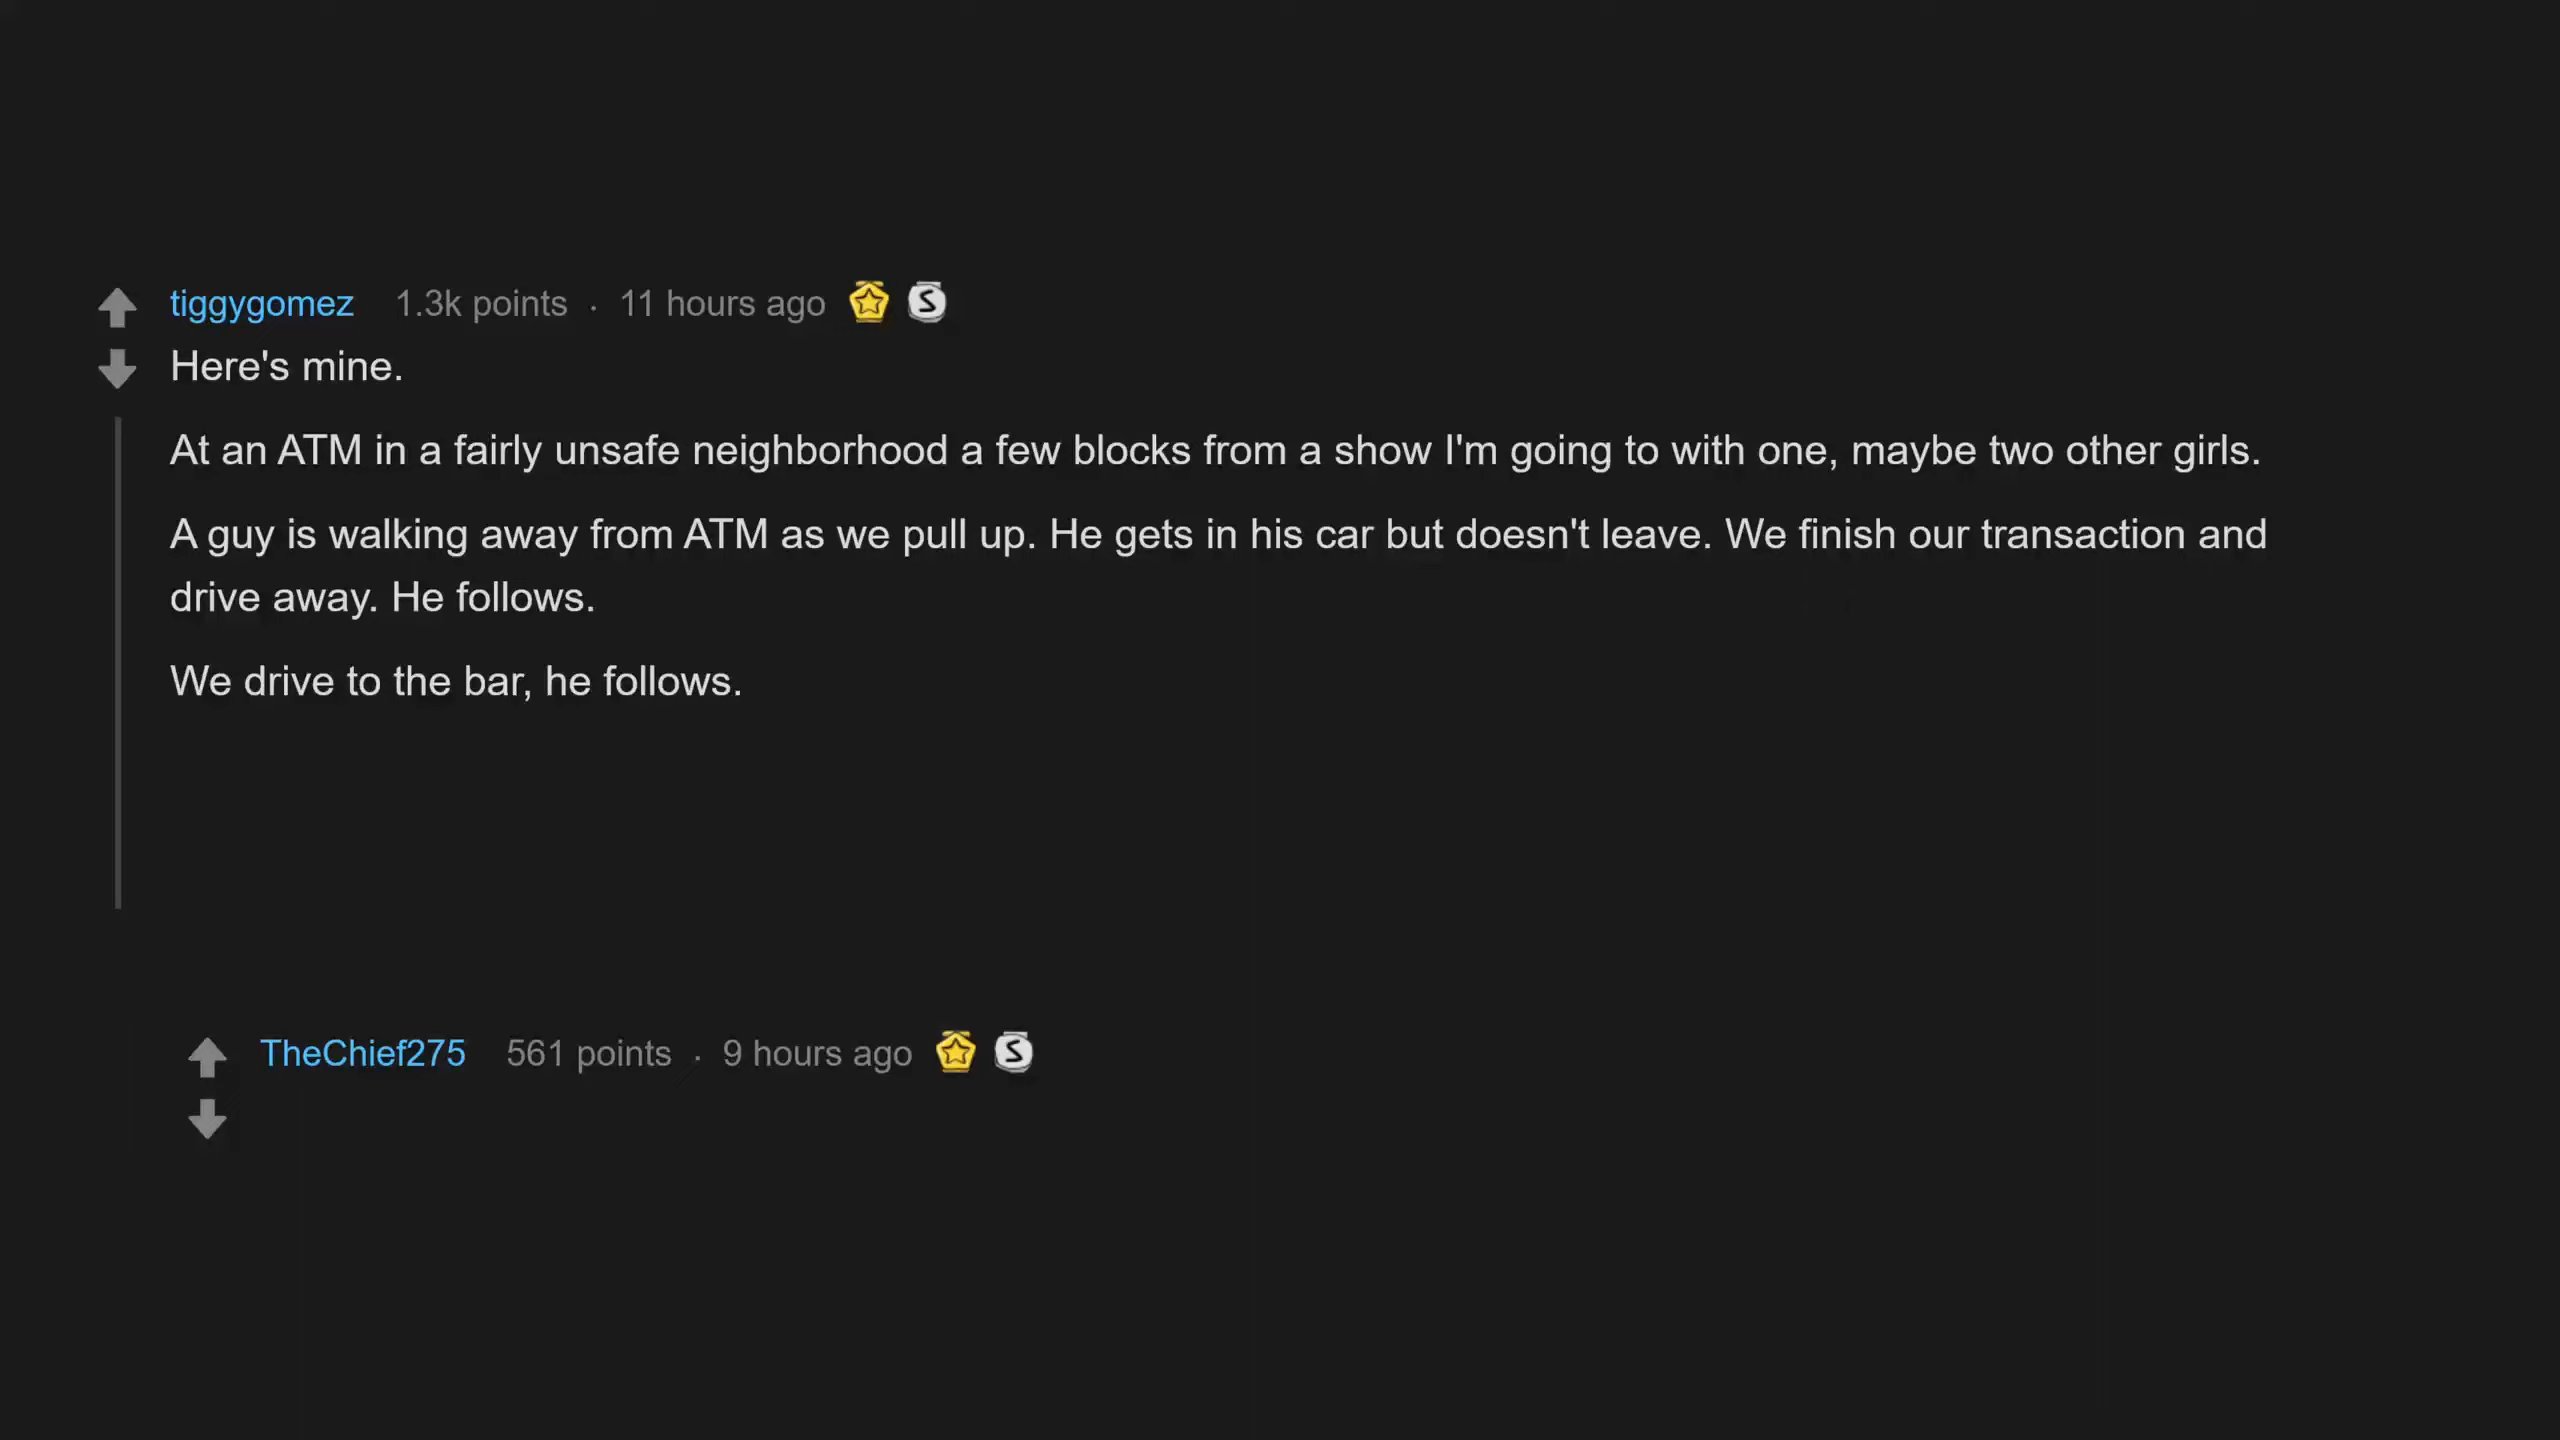 tiggygomez 1.3k points · 11 hours ago
Here's mine.
At an ATM in a fairly unsafe neighborhood a few blocks from a show I'm going to with one, maybe two other girls.
A guy is walking away from ATM as we pull up. He gets in his car but doesn't leave. We finish our transaction and
drive away. He follows.
We drive to the bar, he follows.
TheChief275 561 points · 9 hours ago